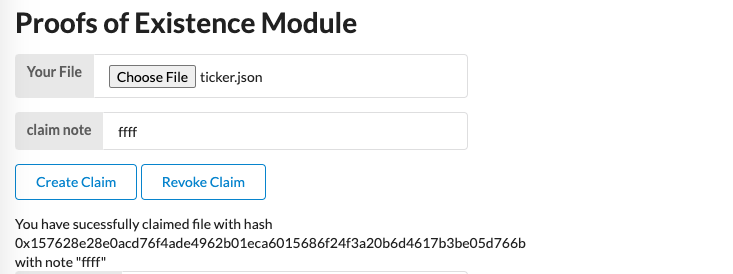 Proofs of Existence Module
Your File Choose File ticker.json
claim note ffff
Create Claim Revoke Claim
You have sucessfully claimed file with hash
0x157628e28e0acd76f4ade4962b01eca6015686f24f3a20b6d4617b3be05d766b
with note "ffff"